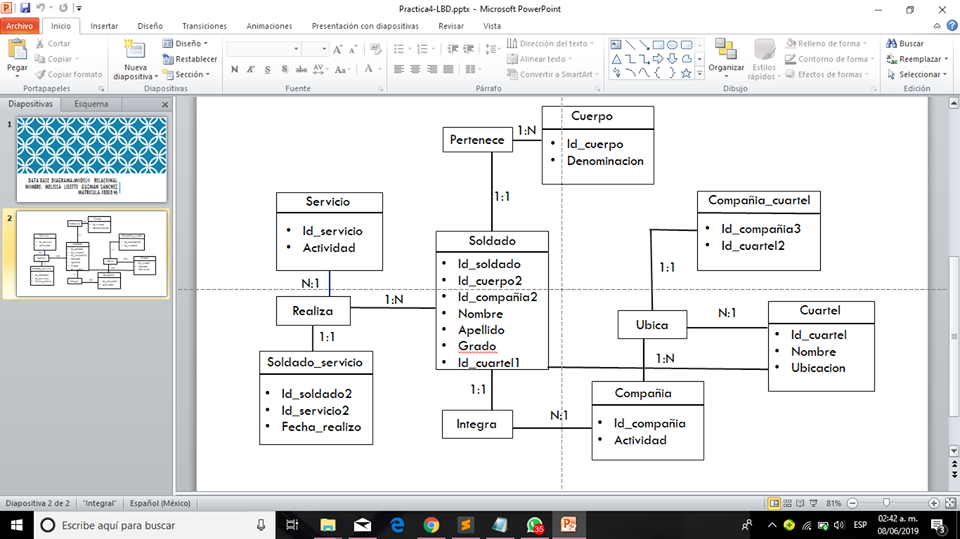 Practica4-LBD.pptx - Microsoft PowerPoint
Archivo Inicio Insertar Diseño Transiciones Animaciones Presentación con diapositivas Revisar Vista
Pegar
Cortar
Copiar
Copiar formato
Portapapeles
Nueva diapositiva
Diseño
Restablecer
Sección
Diapositivas
N K S S abc AV Aa A
Fuente
Dirección del texto
Alinear texto
Convertir a SmartArt
Párrafo
Organizar
Estilos rápidos
Relleno de forma
Contorno de forma
Efectos de formas
Dibujo
Buscar
Reemplazar
Seleccionar
Edición
Diapositivas Esquema
1
DATA BASE DIAGRAMA-MODELO RELACIONAL
NOMBRE: MELISSA LISETTE GUZMAN SANCHEZ
2
Cuerpo
• Id_cuerpo
• Denominacion
Pertenece
1:N
1:1
Servicio
• Id_servicio
• Actividad
Compañia_cuartel
• Id_compañia3
• Id_cuartel2
Soldado
• Id_soldado
• Id_cuerpo2
• Id_compañia2
• Nombre
• Apellido
• Grado
• Id_cuartel1
N:1
Realiza
1:N
1:1
1:1
Ubica
N:1
1:N
Cuartel
• Id_cuartel
• Nombre
• Ubicacion
Soldado_servicio
• Id_soldado2
• Id_servicio2
• Fecha_realizo
1:1
Integra
N:1
Compañia
• Id_compañia
• Actividad
Diapositiva 2 de 2 "Integral" Español (México) 81%
Escribe aquí para buscar
35
ESP
02:42 a. m.
08/06/2019
3